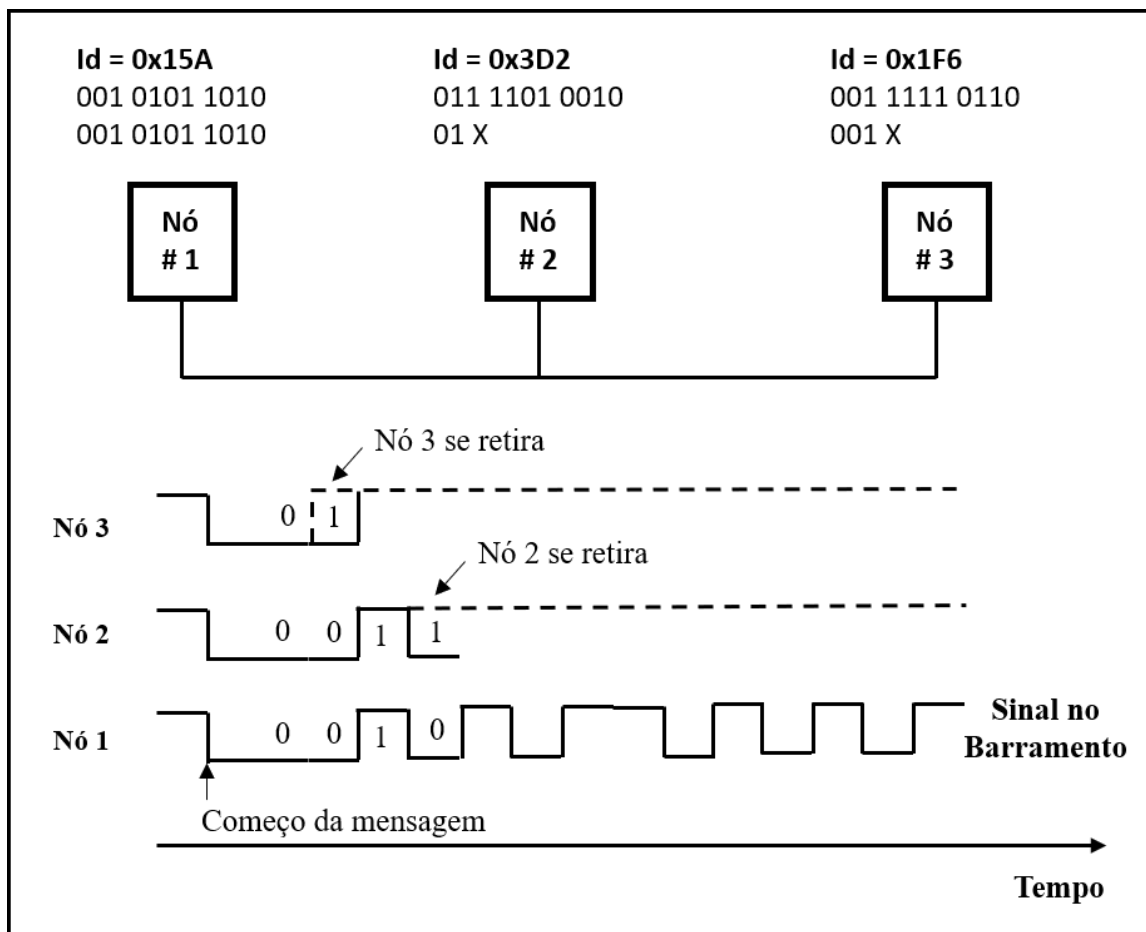 Id = 0x15A
001 0101 1010
001 0101 1010
Id = 0x3D2
011 1101 0010
01 X
Id = 0x1F6
001 1111 0110
001 X
Nó
# 1
Nó
# 2
Nó
# 3
Nó 3 se retira
Nó 3
0 1
Nó 2 se retira
Nó 2
0 0 1 1
Nó 1
0 0 1 0
Sinal no
Barramento
Começo da mensagem
Tempo